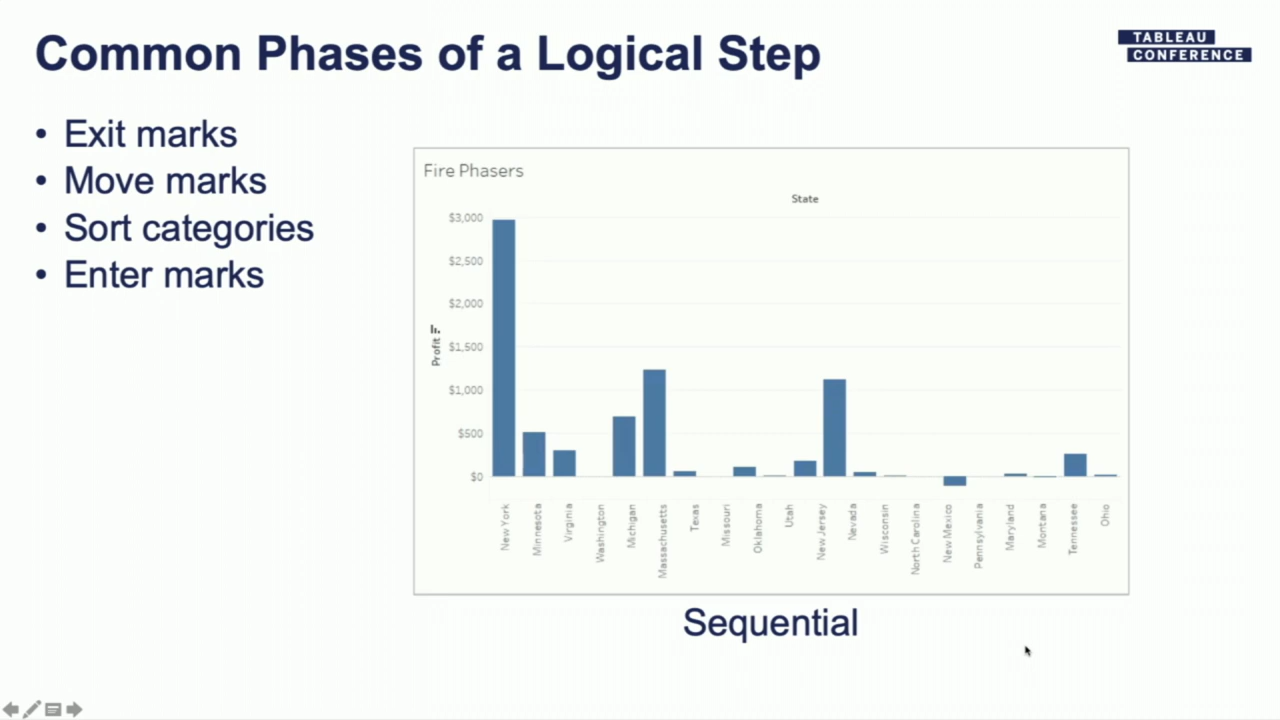 Common Phases of a Logical Step
TABLEAU
CONFERENCE
• Exit marks
• Move marks
• Sort categories
• Enter marks
Fire Phasers
State
$3,000
$2,500
$2,000
$1,500
$1,000
$500
$0
Profit
New York
Minnesota
Virginia
Washington
Michigan
Massachusetts
Texas
Missouri
Oklahoma
Utah
New Jersey
Nevada
Wisconsin
North Carolina
New Mexico
Pennsylvania
Maryland
Montana
Tennessee
Ohio
Sequential